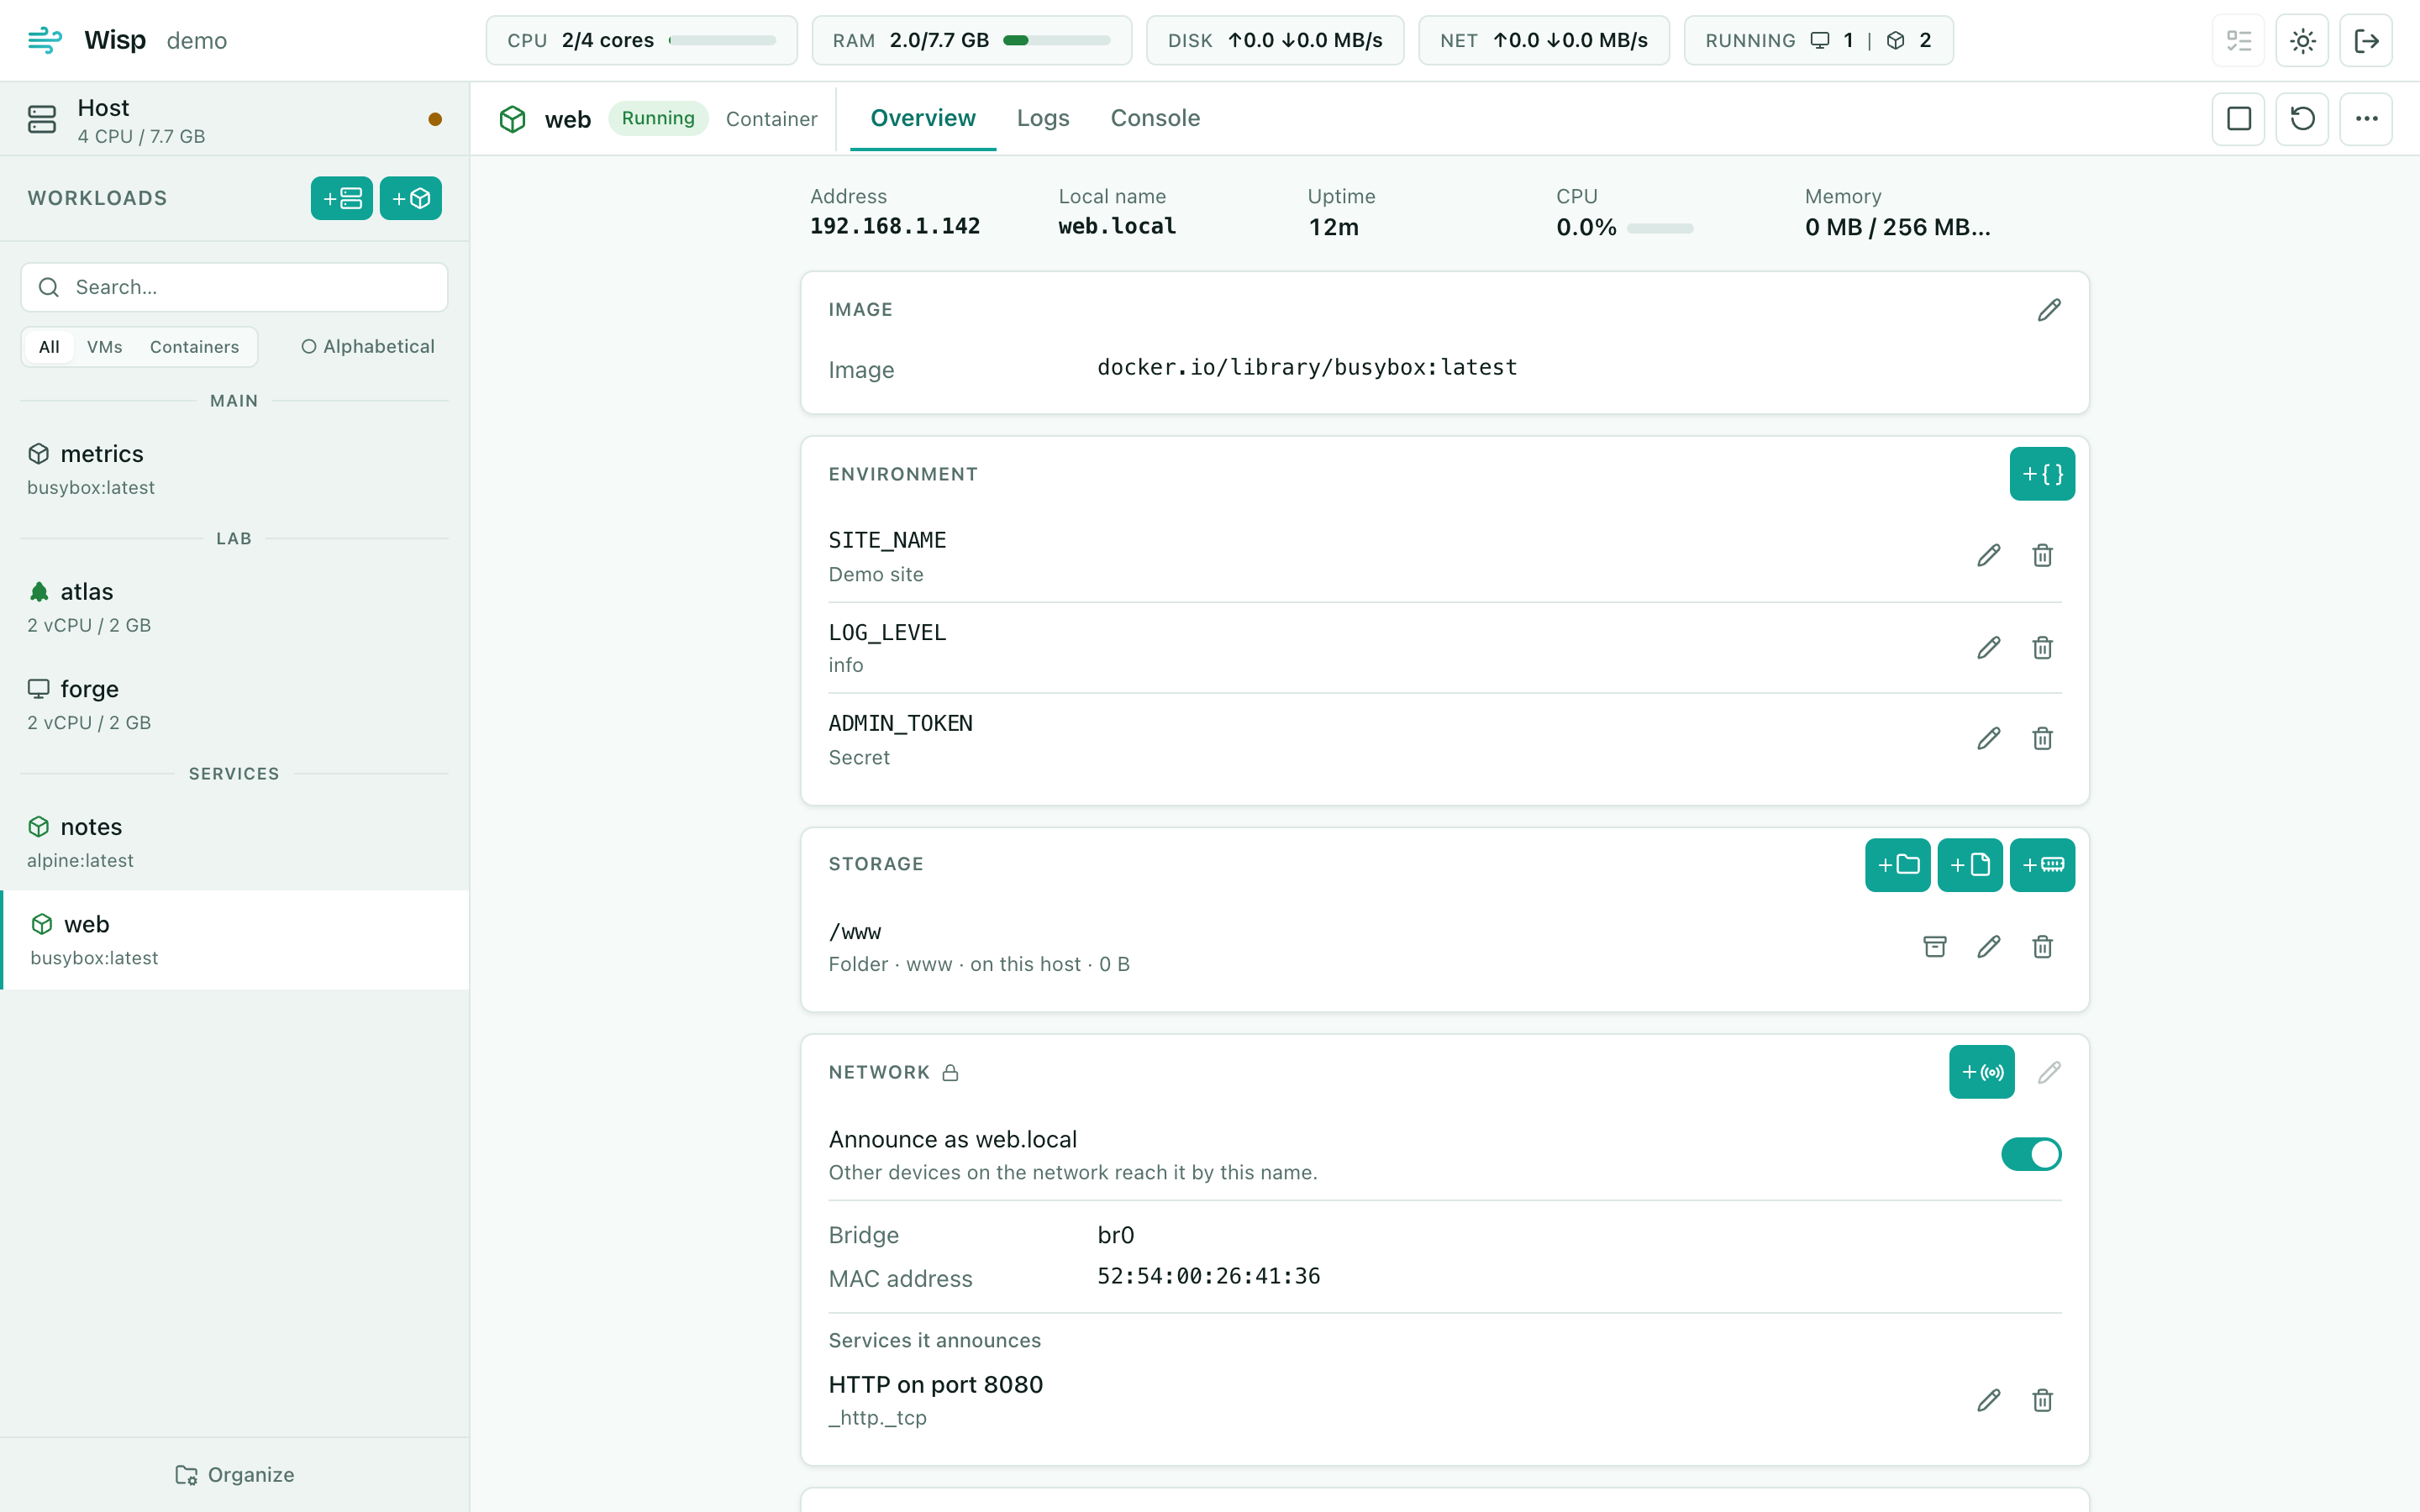 Wisp demo
CPU 2/4 cores
RAM 2.0/7.7 GB
DISK ↑0.0 ↓0.0 MB/s
NET ↑0.0 ↓0.0 MB/s
RUNNING 1 | 2
Host
4 CPU / 7.7 GB
WORKLOADS
Search...
All VMs Containers
Alphabetical
MAIN
metrics
busybox:latest
LAB
atlas
2 vCPU / 2 GB
forge
2 vCPU / 2 GB
SERVICES
notes
alpine:latest
web
busybox:latest
Organize
web Running Container
Overview Logs Console
Address
192.168.1.142
Local name
web.local
Uptime
12m
CPU
0.0%
Memory
0 MB / 256 MB...
IMAGE
Image docker.io/library/busybox:latest
ENVIRONMENT
+{}
SITE_NAME
Demo site
LOG_LEVEL
info
ADMIN_TOKEN
Secret
STORAGE
/www
Folder · www · on this host · 0 B
NETWORK
Announce as web.local
Other devices on the network reach it by this name.
Bridge br0
MAC address 52:54:00:26:41:36
Services it announces
HTTP on port 8080
_http._tcp